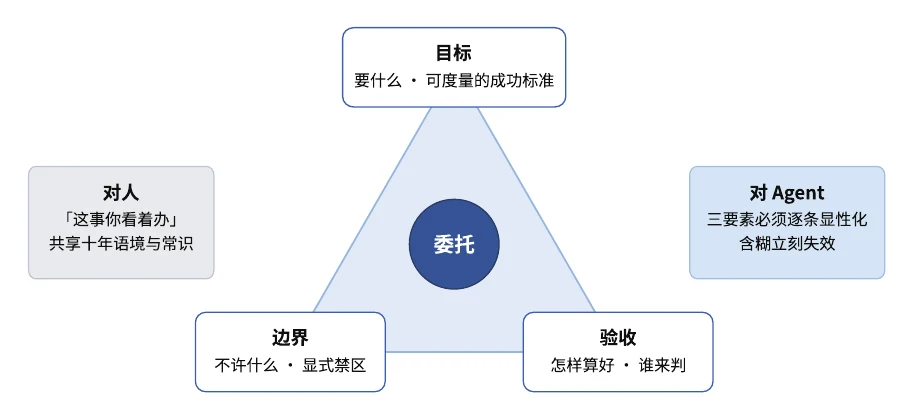 目标
要什么 · 可度量的成功标准
对人
「这事你看着办」
共享十年语境与常识
对 Agent
三要素必须逐条显性化
含糊立刻失效
委托
边界
不许什么 · 显式禁区
验收
怎样算好 · 谁来判